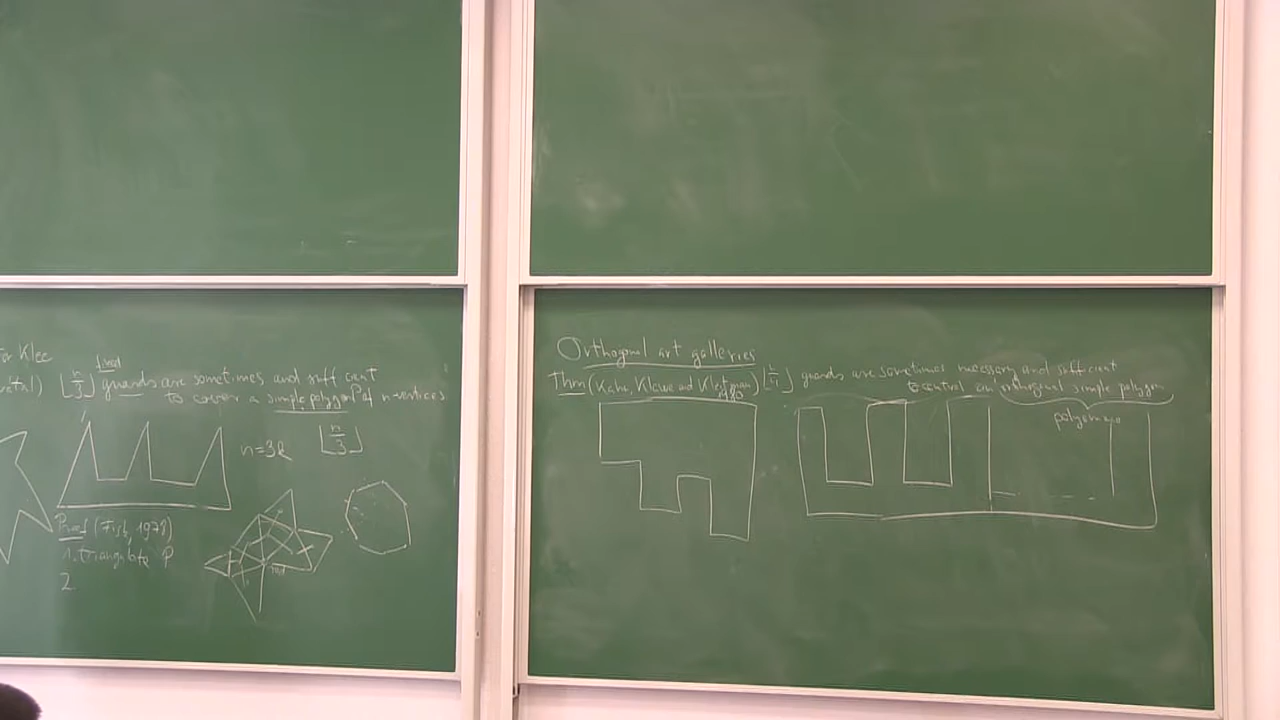 for Klee
fixed
⌊n/3⌋ guards are sometimes and sufficient
to cover a simple polygon P of n vertices
n=3k ⌊n/3⌋
Proof (Fisk, 1978)
1. triangulate P
2.
Orthogonal art galleries
Thm (Kahn, Klawe and Kleitman) ⌊n/4⌋ guards are sometimes necessary and sufficient
1980 to control an orthogonal simple polygon